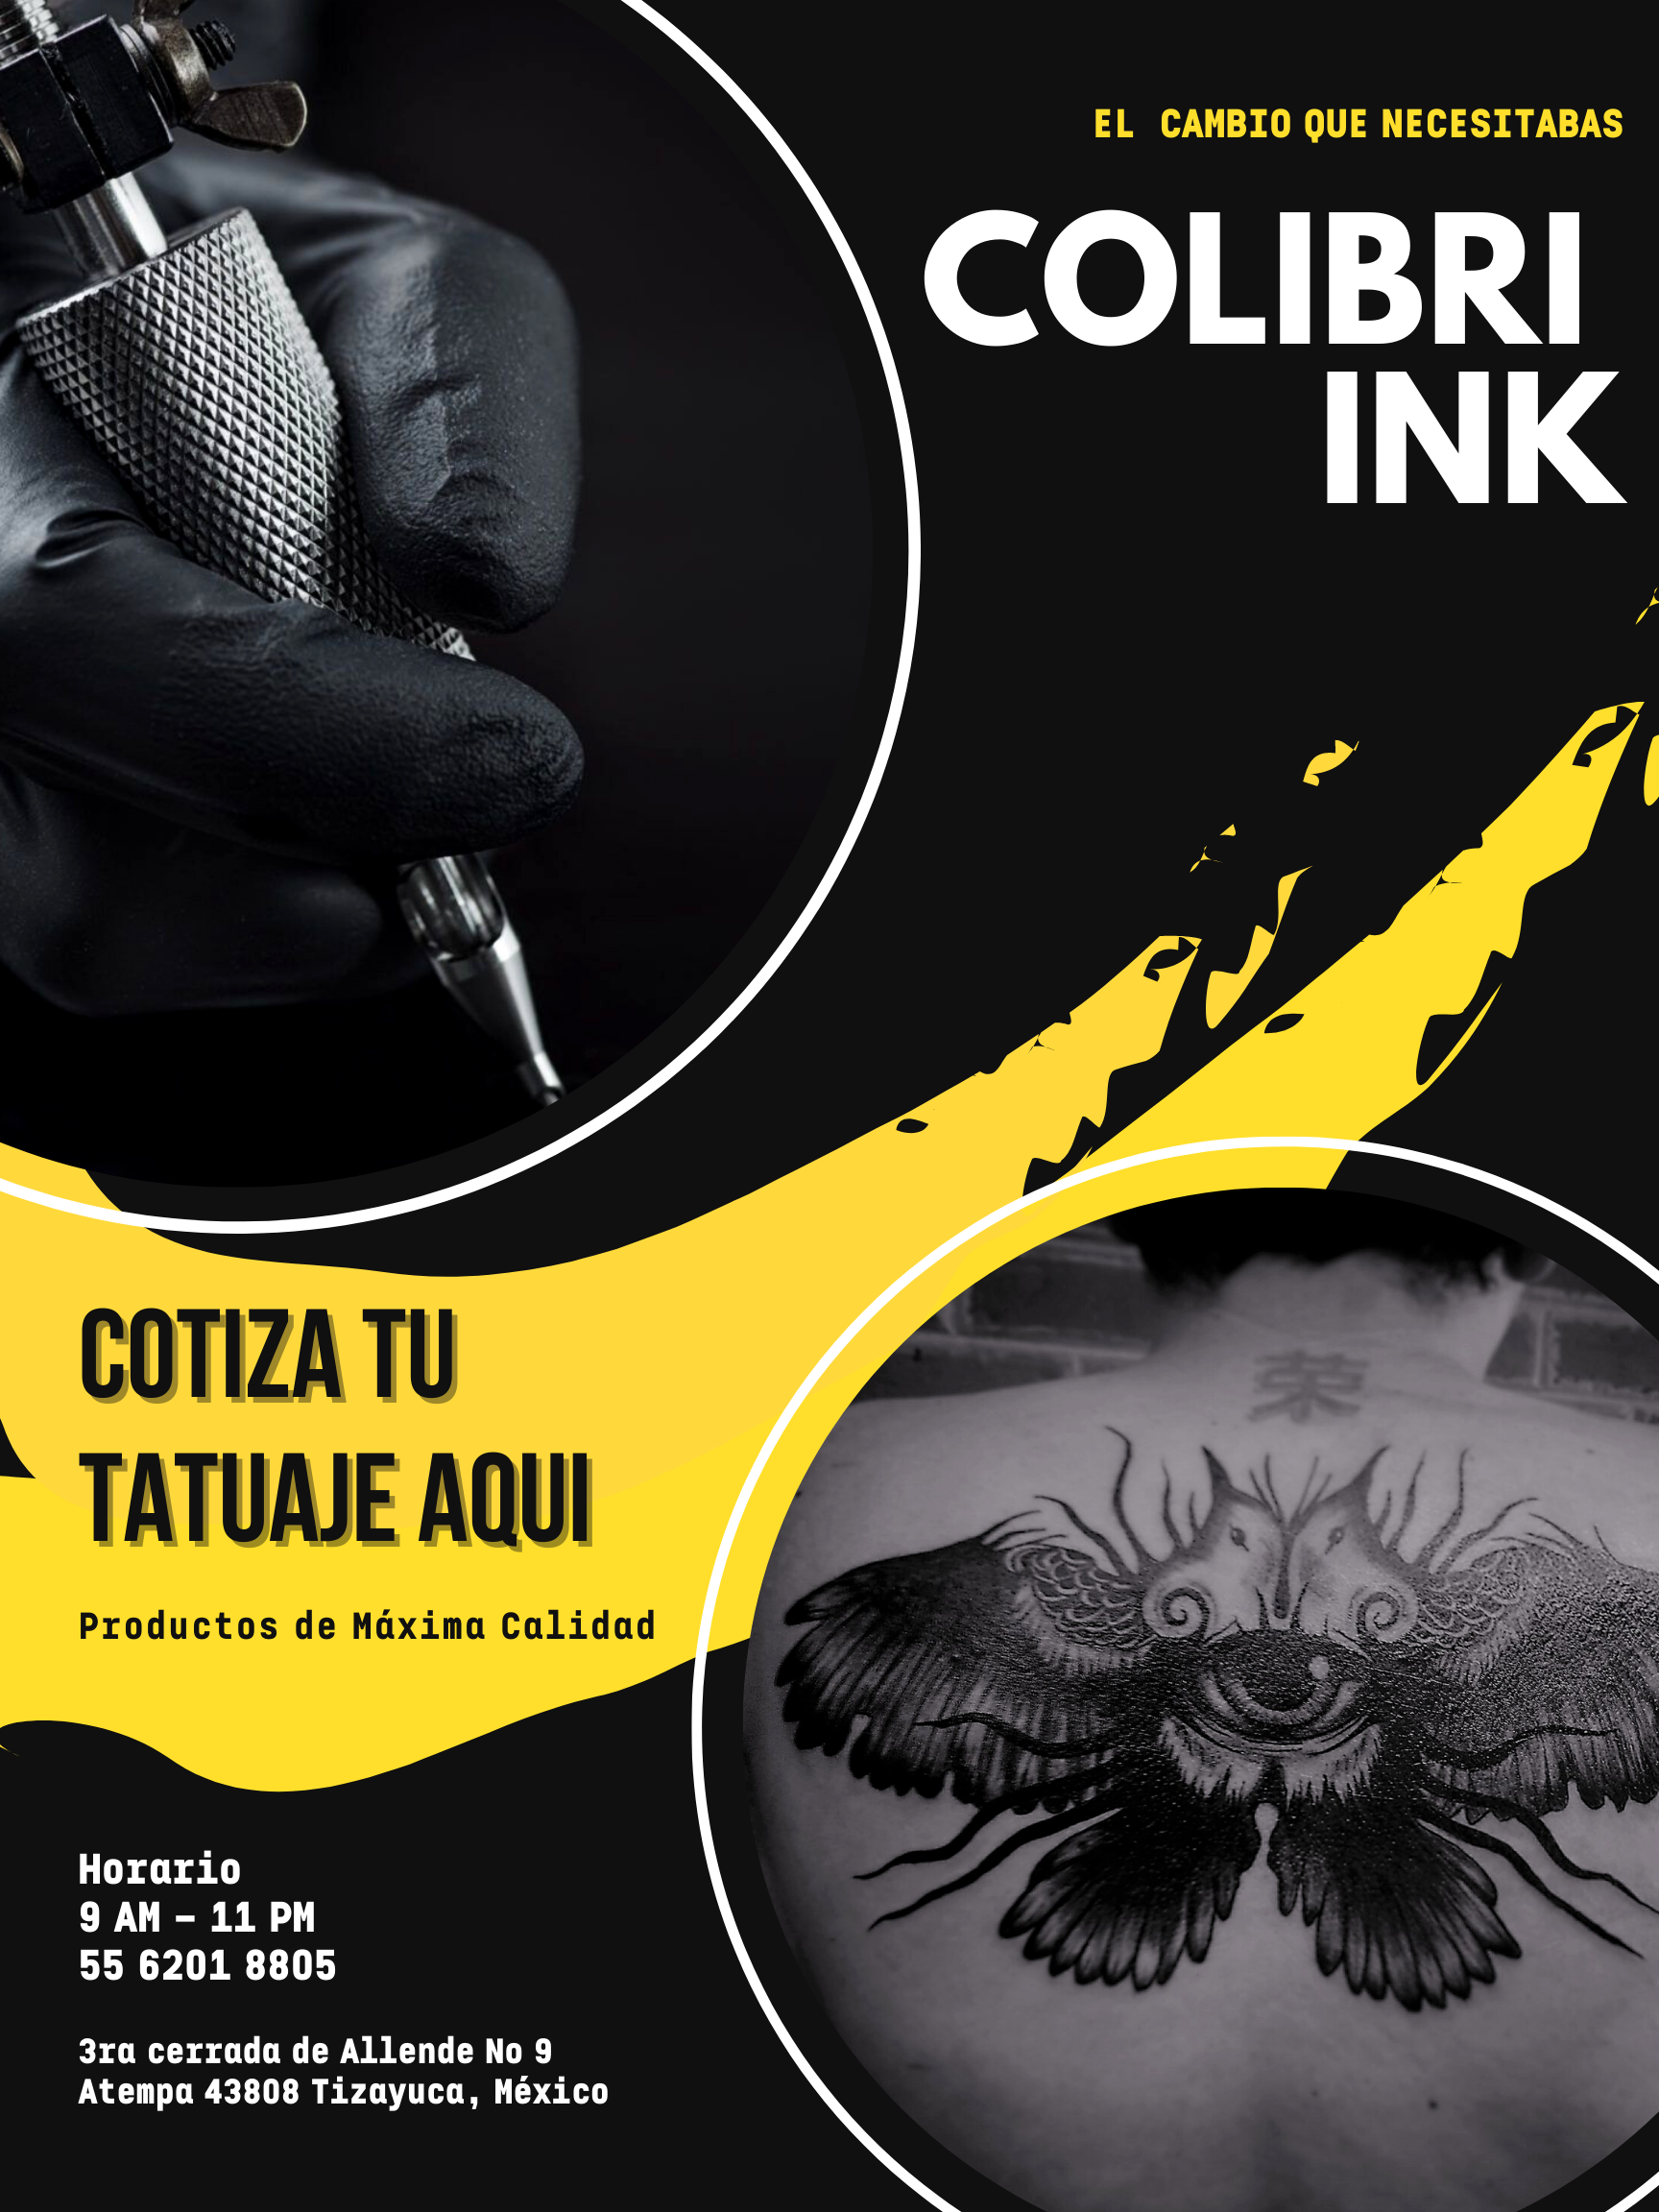 EL CAMBIO QUE NECESITABAS
COLIBRI
INK
荣
COTIZA TU
TATUAJE AQUI
Productos de Máxima Calidad
Horario
9 AM – 11 PM
55 6201 8805
3ra cerrada de Allende No 9
Atempa 43808 Tizayuca, México